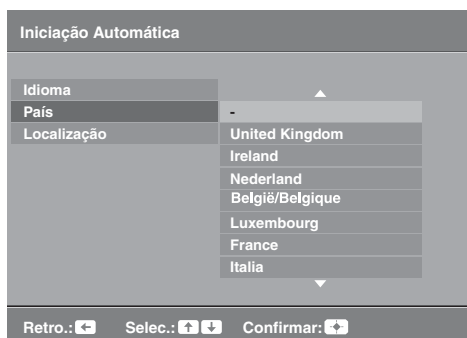 Iniciação Automática
Idioma
País -
Localização United Kingdom
Ireland
Nederland
België/Belgique
Luxembourg
France
Italia
Retro.: Selec.: Confirmar: